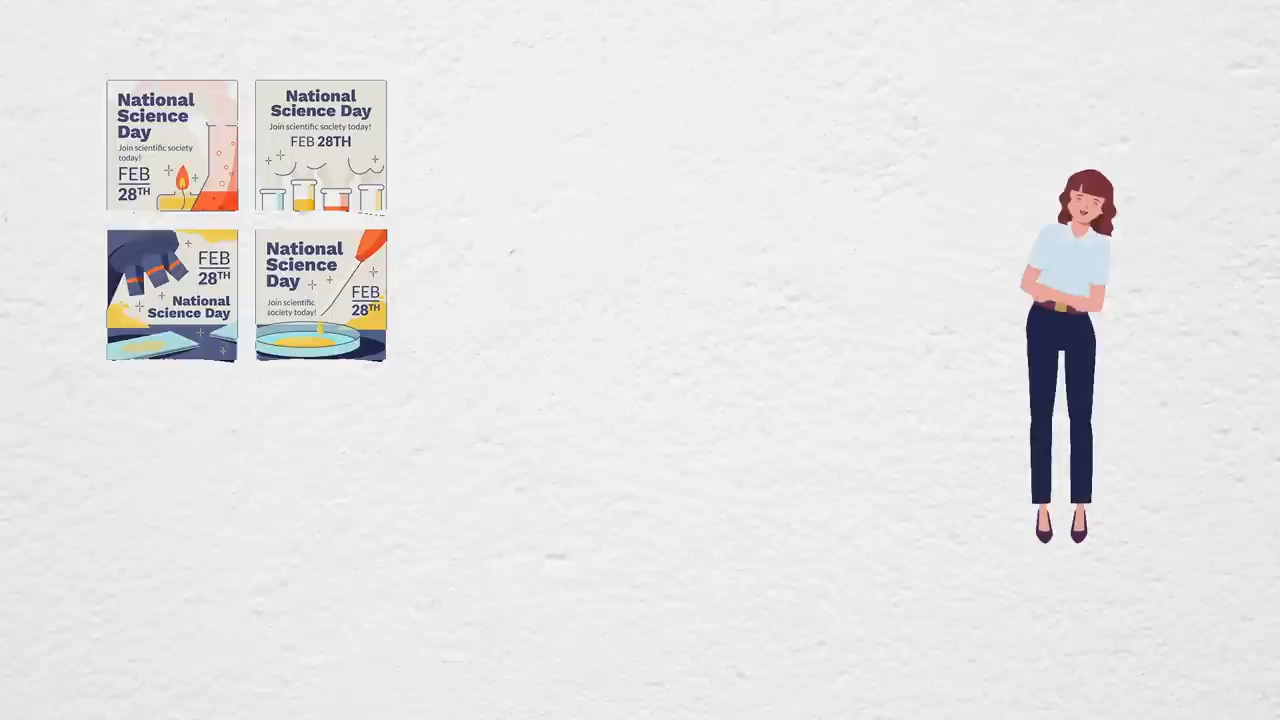 National
Science
Day
Join scientific society
today!
FEB
28TH
National
Science Day
Join scientific society today!
FEB 28TH
FEB
28TH
National
Science Day
National
Science
Day
Join scientific
society today!
FEB
28TH